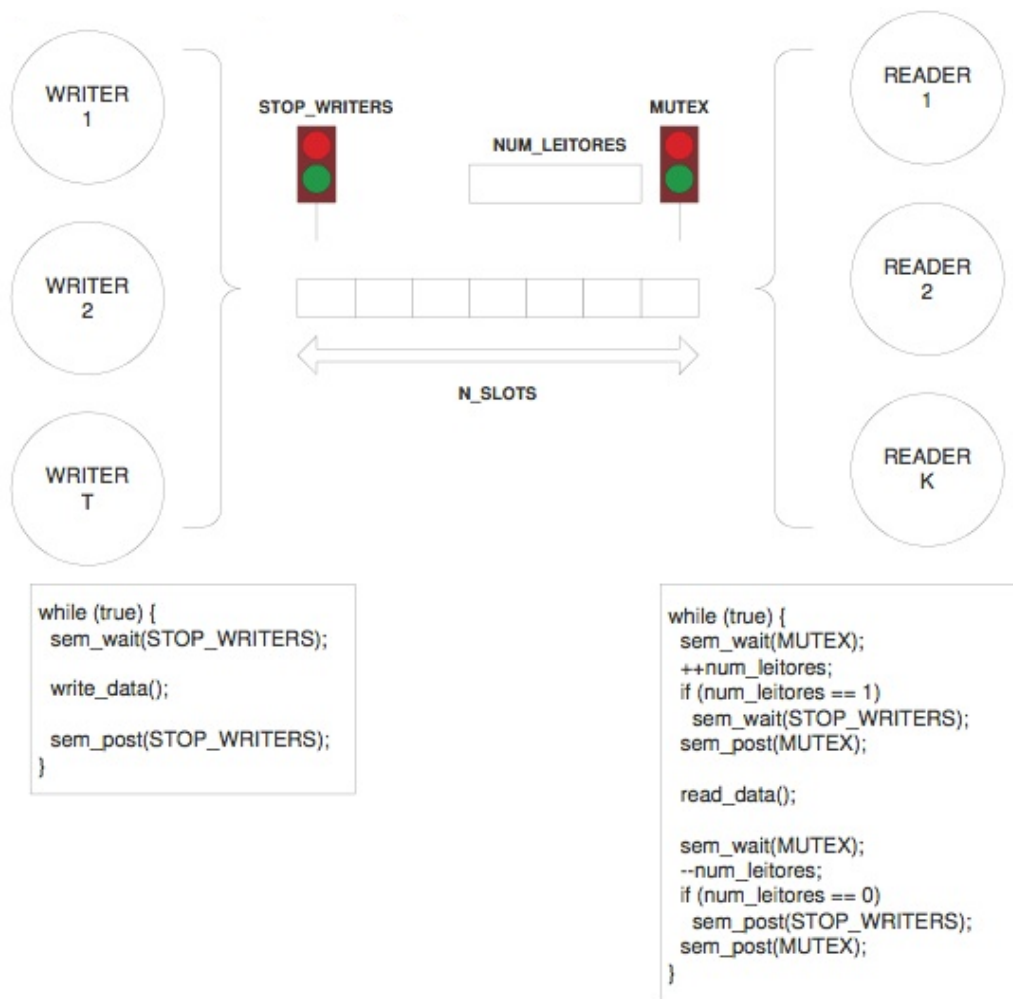 WRITER
1
STOP_WRITERS
MUTEX
NUM_LEITORES
READER
1
WRITER
2
READER
2
N_SLOTS
WRITER
T
READER
K
while (true) {
sem_wait(STOP_WRITERS);
write_data();
sem_post(STOP_WRITERS);
}
while (true) {
sem_wait(MUTEX);
++num_leitores;
if (num_leitores == 1)
sem_wait(STOP_WRITERS);
sem_post(MUTEX);
read_data();
sem_wait(MUTEX);
--num_leitores;
if (num_leitores == 0)
sem_post(STOP_WRITERS);
sem_post(MUTEX);
}